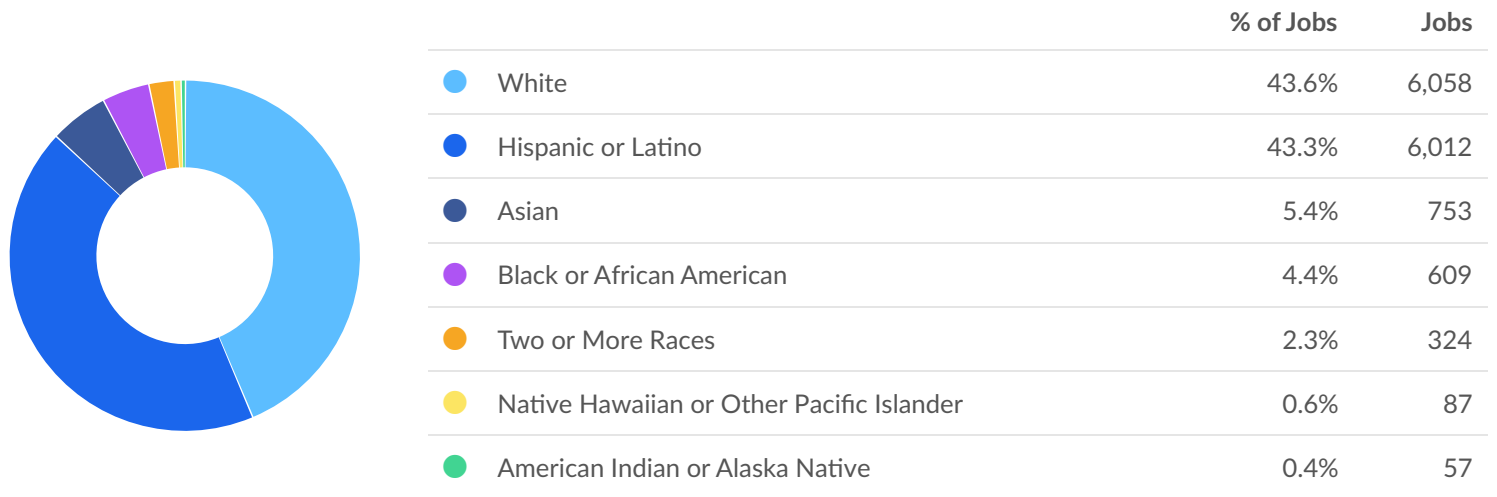 % of Jobs Jobs
White 43.6% 6,058
Hispanic or Latino 43.3% 6,012
Asian 5.4% 753
Black or African American 4.4% 609
Two or More Races 2.3% 324
Native Hawaiian or Other Pacific Islander 0.6% 87
American Indian or Alaska Native 0.4% 57